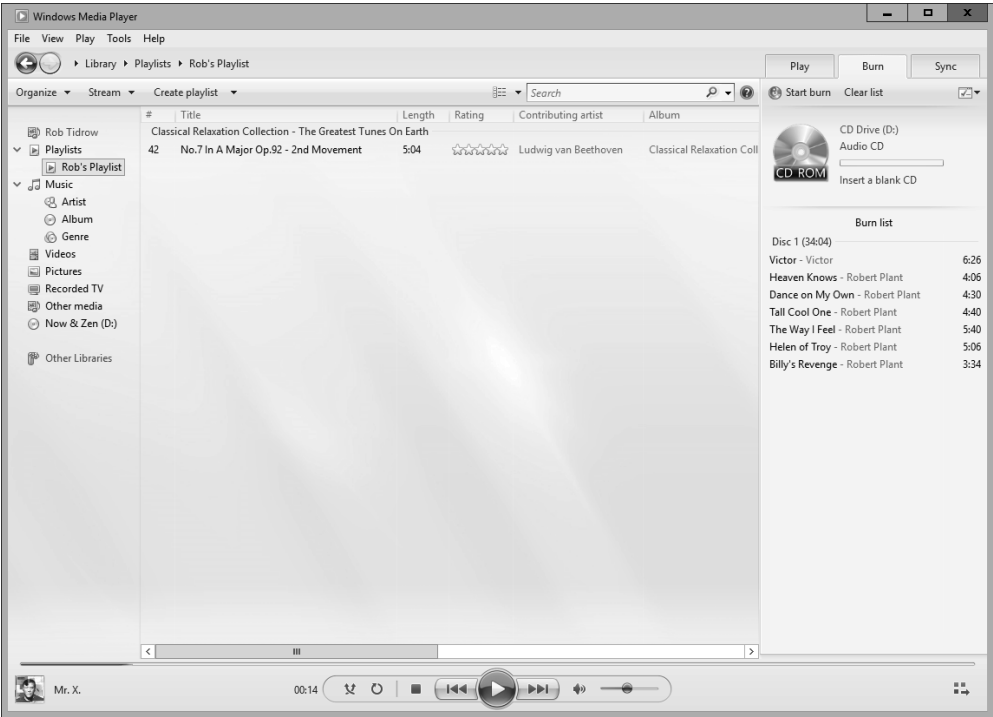 Windows Media Player
File View Play Tools Help
Library Playlists Rob's Playlist
Play Burn Sync
Organize Stream Create playlist Search
Start burn Clear list
# Title Length Rating Contributing artist Album
Classical Relaxation Collection - The Greatest Tunes On Earth
42 No.7 In A Major Op.92 - 2nd Movement 5:04 Ludwig van Beethoven Classical Relaxation Coll
Rob Tidrow
Playlists
Rob's Playlist
Music
Artist
Album
Genre
Videos
Pictures
Recorded TV
Other media
Now & Zen (D:)
Other Libraries
CD Drive (D:)
Audio CD
CD ROM
Insert a blank CD
Burn list
Disc 1 (34:04)
Victor - Victor 6:26
Heaven Knows - Robert Plant 4:06
Dance on My Own - Robert Plant 4:30
Tall Cool One - Robert Plant 4:40
The Way I Feel - Robert Plant 5:40
Helen of Troy - Robert Plant 5:06
Billy's Revenge - Robert Plant 3:34
Mr. X. 00:14